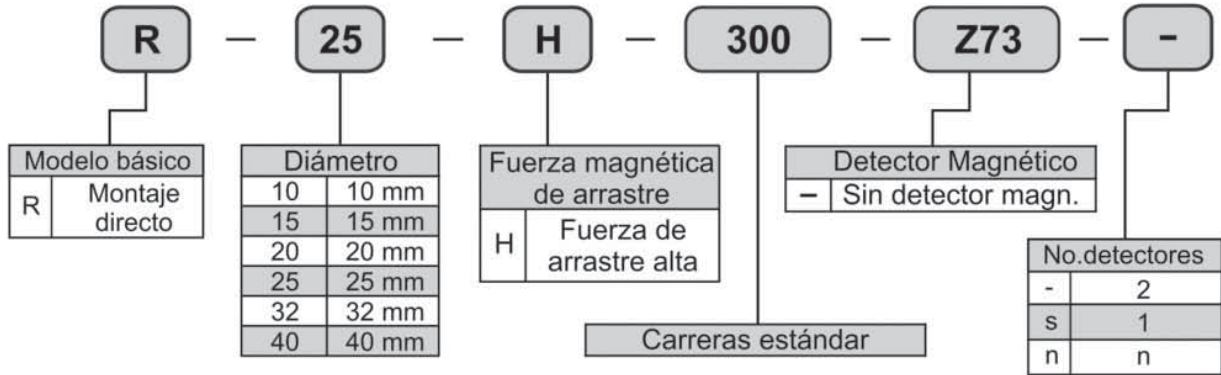 R – 25 – H – 300 – Z73 – -
Modelo básico
R Montaje
directo
Diámetro
10 10 mm
15 15 mm
20 20 mm
25 25 mm
32 32 mm
40 40 mm
Fuerza magnética
de arrastre
H Fuerza de
arrastre alta
Carreras estándar
Detector Magnético
– Sin detector magn.
No.detectores
- 2
s 1
n n